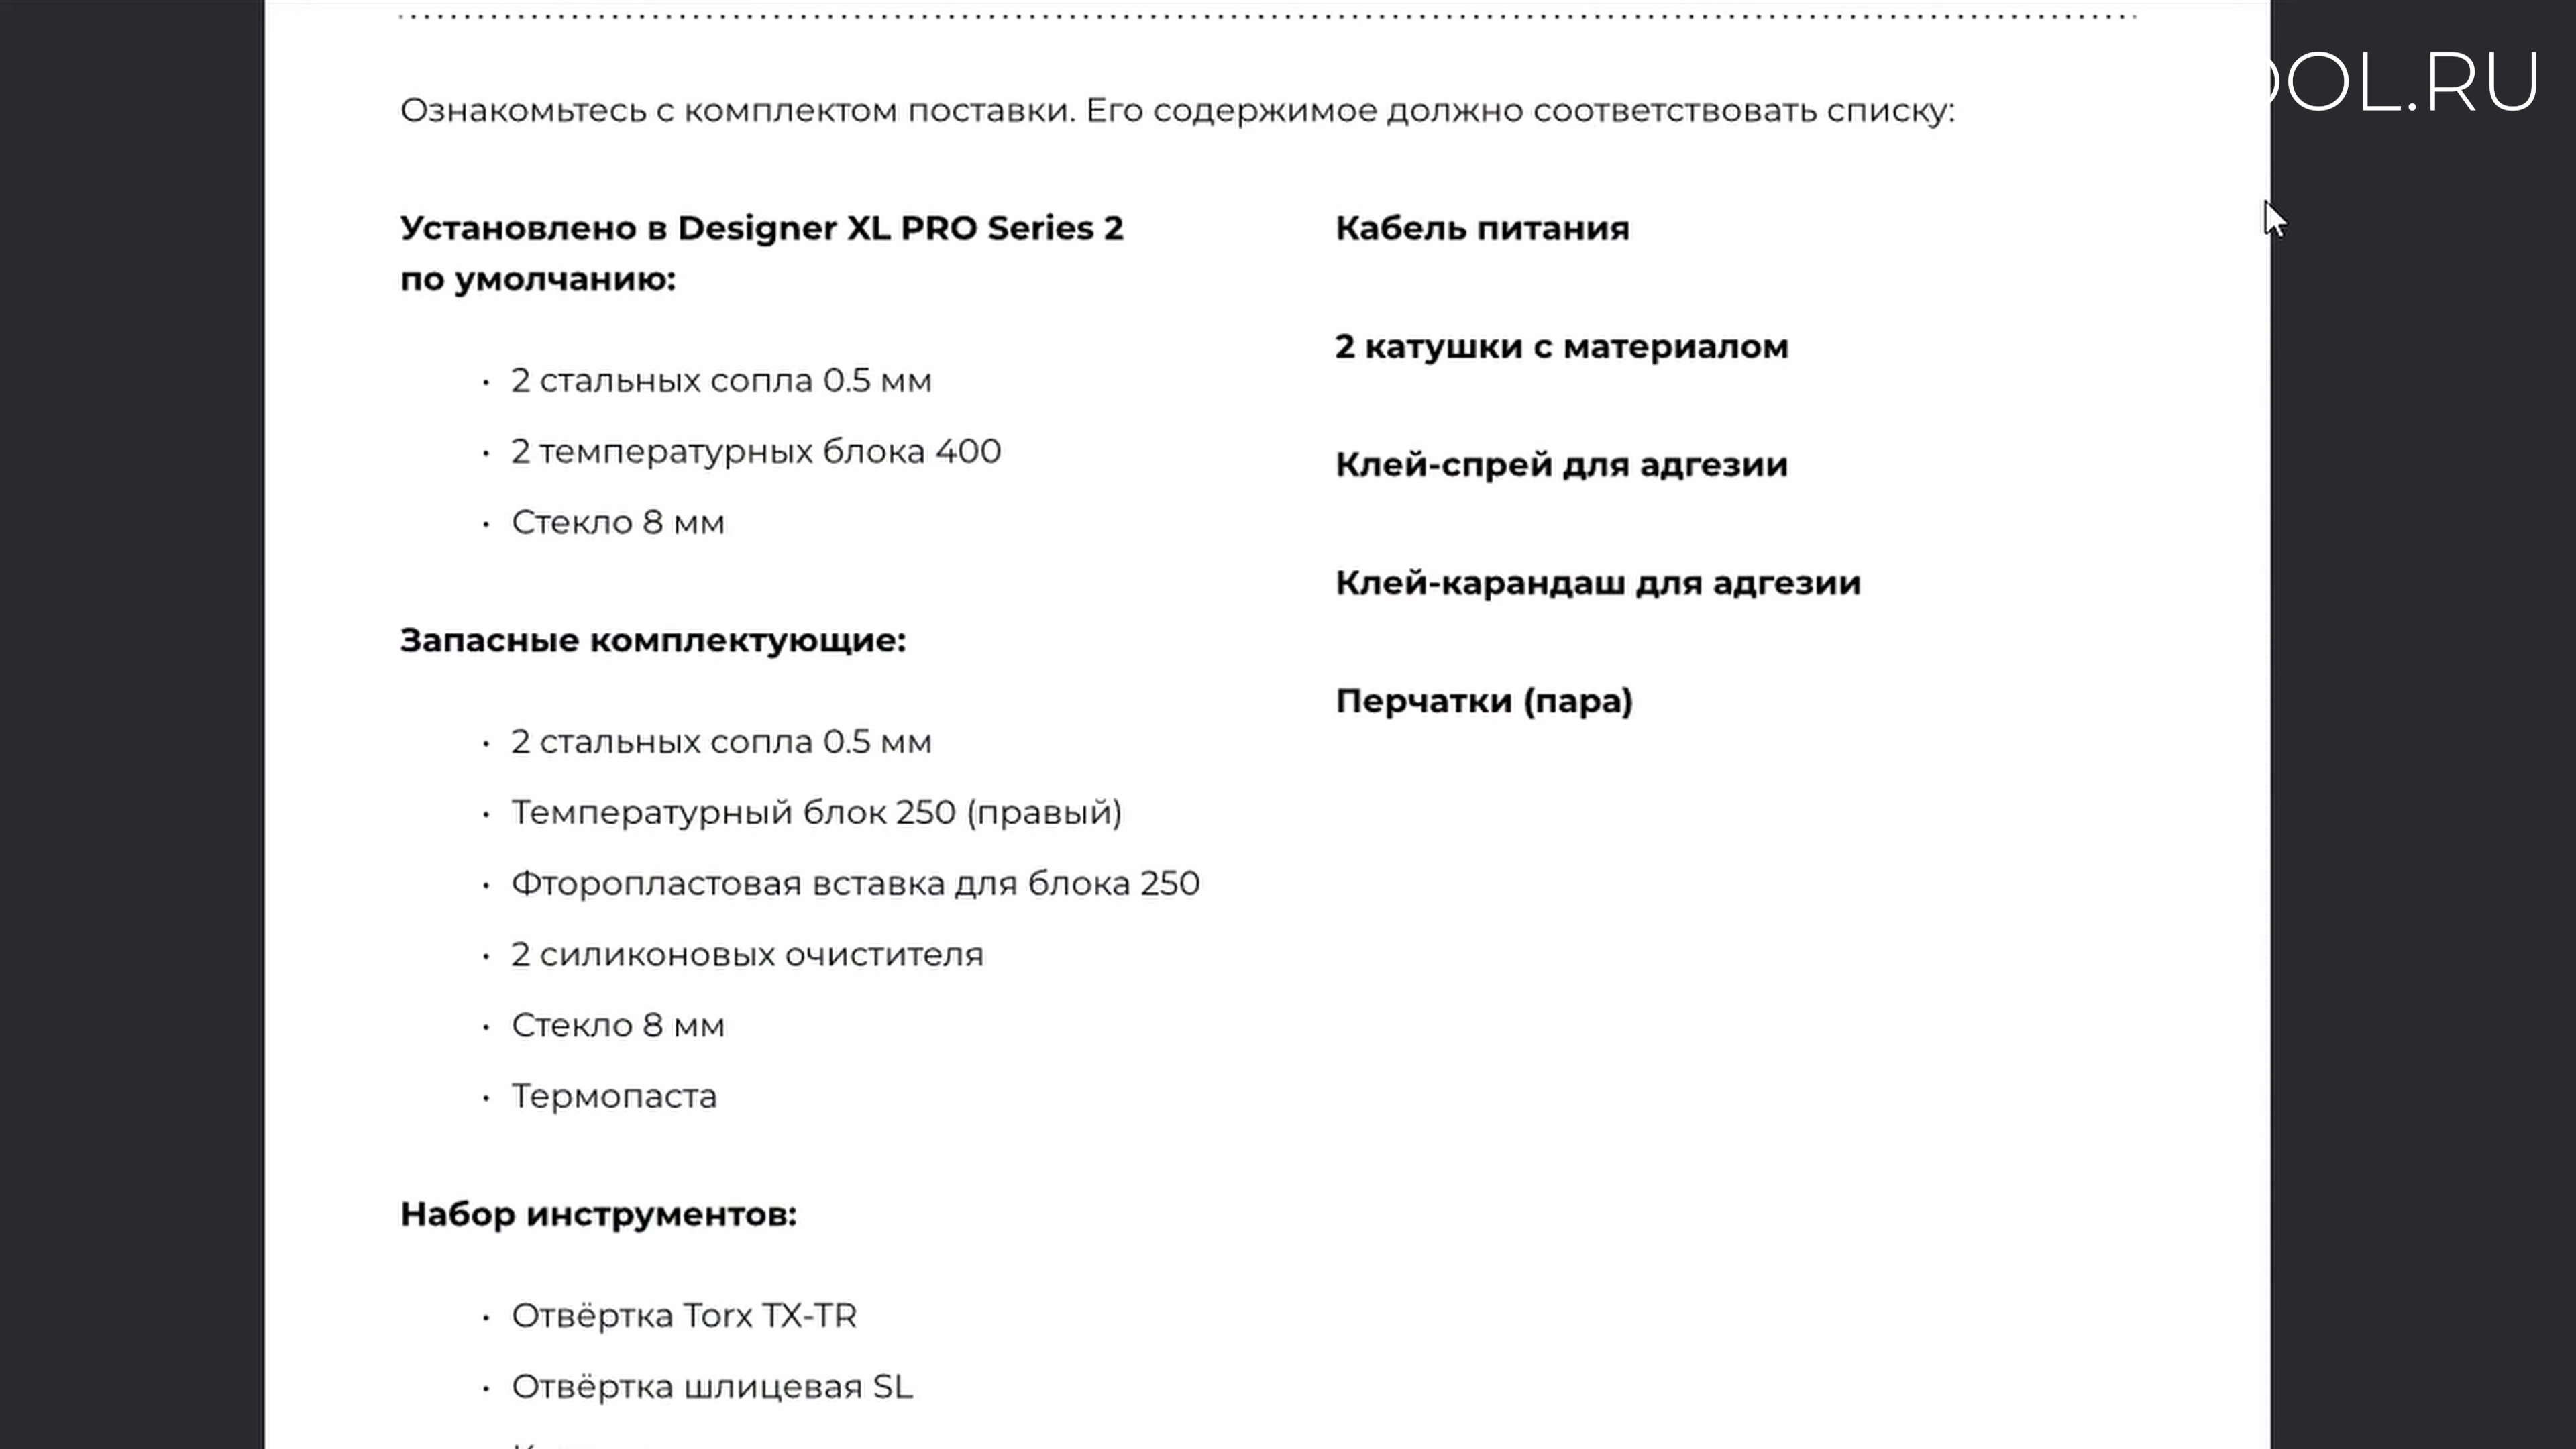 OOL.RU
Ознакомьтесь с комплектом поставки. Его содержимое должно соответствовать списку:
Установлено в Designer XL PRO Series 2
по умолчанию:
• 2 стальных сопла 0.5 мм
• 2 температурных блока 400
• Стекло 8 мм
Запасные комплектующие:
• 2 стальных сопла 0.5 мм
• Температурный блок 250 (правый)
• Фторопластовая вставка для блока 250
• 2 силиконовых очистителя
• Стекло 8 мм
• Термопаста
Набор инструментов:
• Отвёртка Torx TX-TR
• Отвёртка шлицевая SL
Кабель питания
2 катушки с материалом
Клей-спрей для адгезии
Клей-карандаш для адгезии
Перчатки (пара)